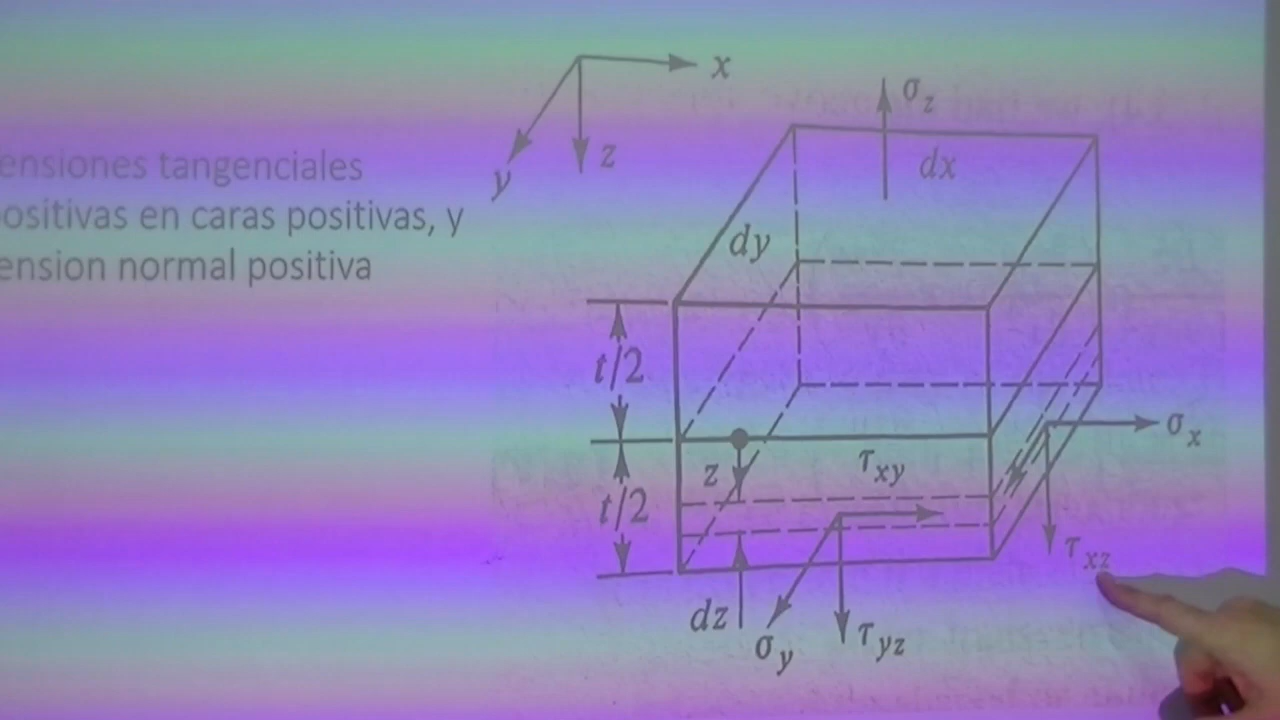 x
z
y
ensiones tangenciales
ositivas en caras positivas, y
ension normal positiva
σz
dx
dy
t/2
t/2
z
τxy
σx
τxz
dz
σy
τyz